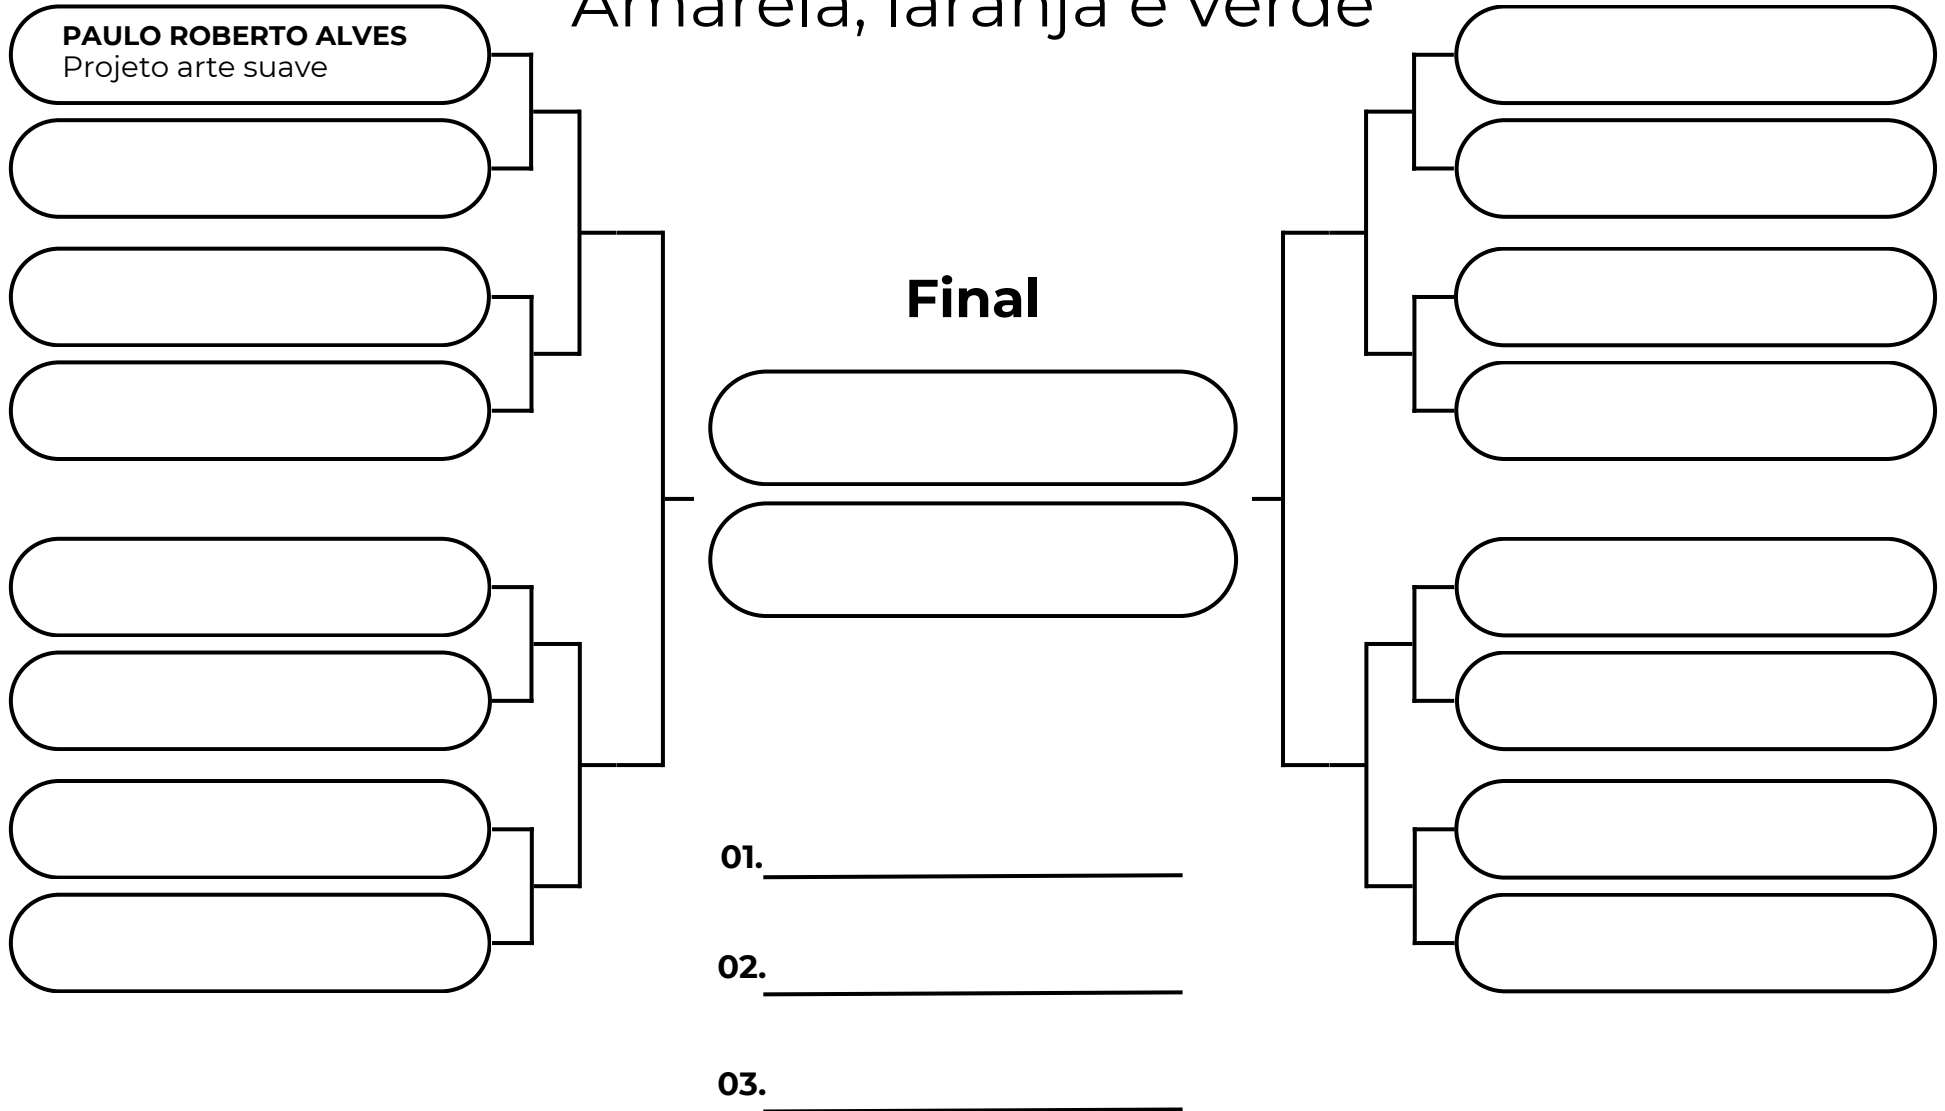 Amarela, laranja e verde
PAULO ROBERTO ALVES
Projeto arte suave
Final
01.
02.
03.